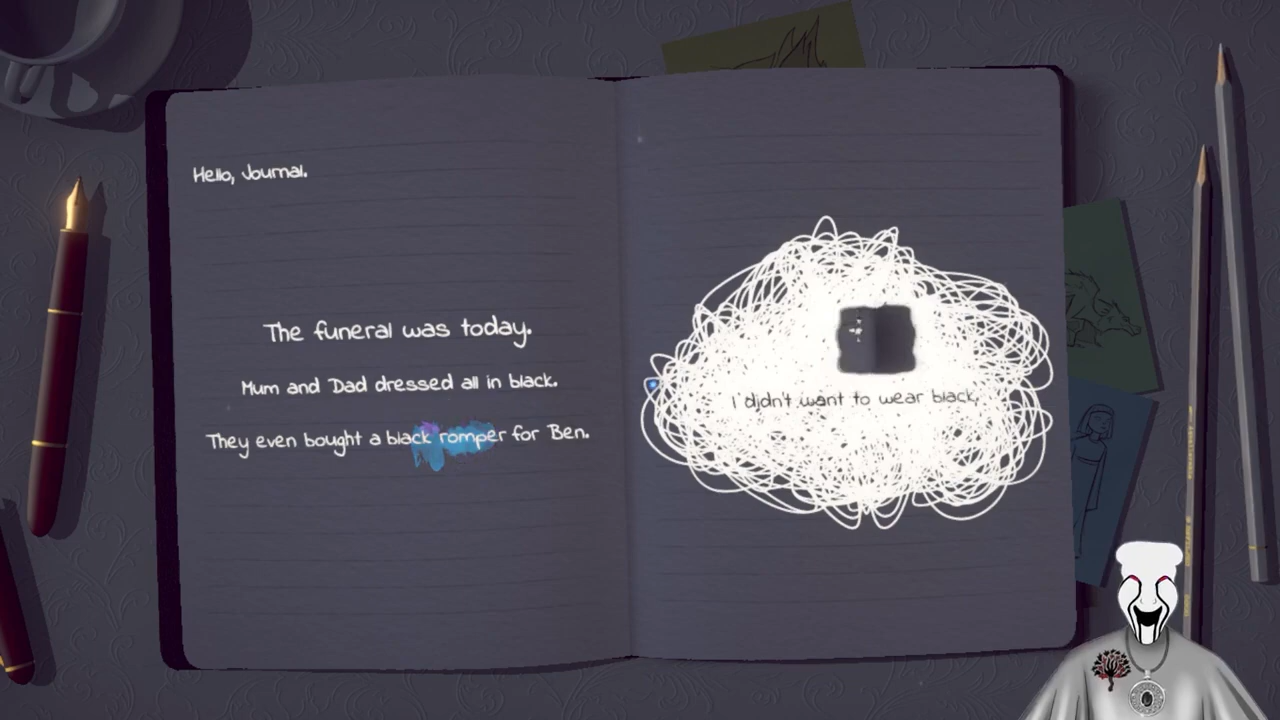 Hello, Journal.
The funeral was today.
Mum and Dad dressed all in black.
They even bought a black romper for Ben.
I didn't want to wear black.